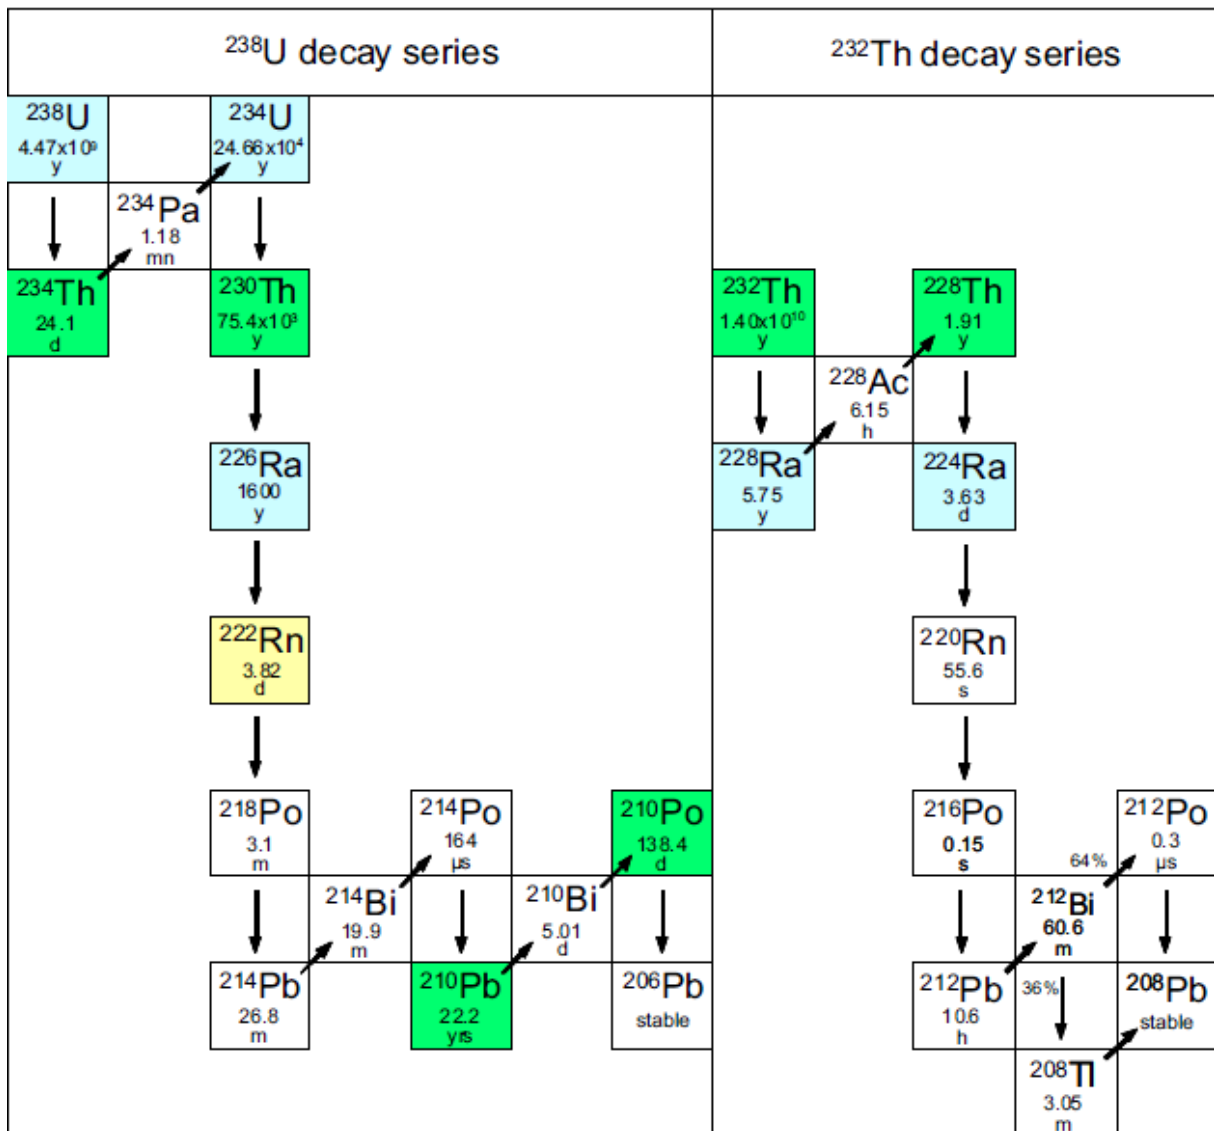 ²³⁸U decay series
²³²Th decay series
²³⁸U
4.47x10⁹
y
²³⁴U
24.66x10⁴
y
²³⁴Pa
1.18
mn
²³⁴Th
24.1
d
²³⁰Th
75.4x10³
y
²²⁶Ra
1600
y
²²²Rn
3.82
d
²¹⁸Po
3.1
m
²¹⁴Po
164
µs
²¹⁰Po
138.4
d
²¹⁴Bi
19.9
m
²¹⁰Bi
5.01
d
²¹⁴Pb
26.8
m
²¹⁰Pb
22.2
yrs
²⁰⁶Pb
stable
²³²Th
1.40x10¹⁰
y
²²⁸Th
1.91
y
²²⁸Ac
6.15
h
²²⁸Ra
5.75
y
²²⁴Ra
3.63
d
²²⁰Rn
55.6
s
²¹⁶Po
0.15
s
²¹²Po
0.3
µs
64%
²¹²Bi
60.6
m
²¹²Pb
10.6
h
36%
²⁰⁸Pb
stable
²⁰⁸Tl
3.05
m